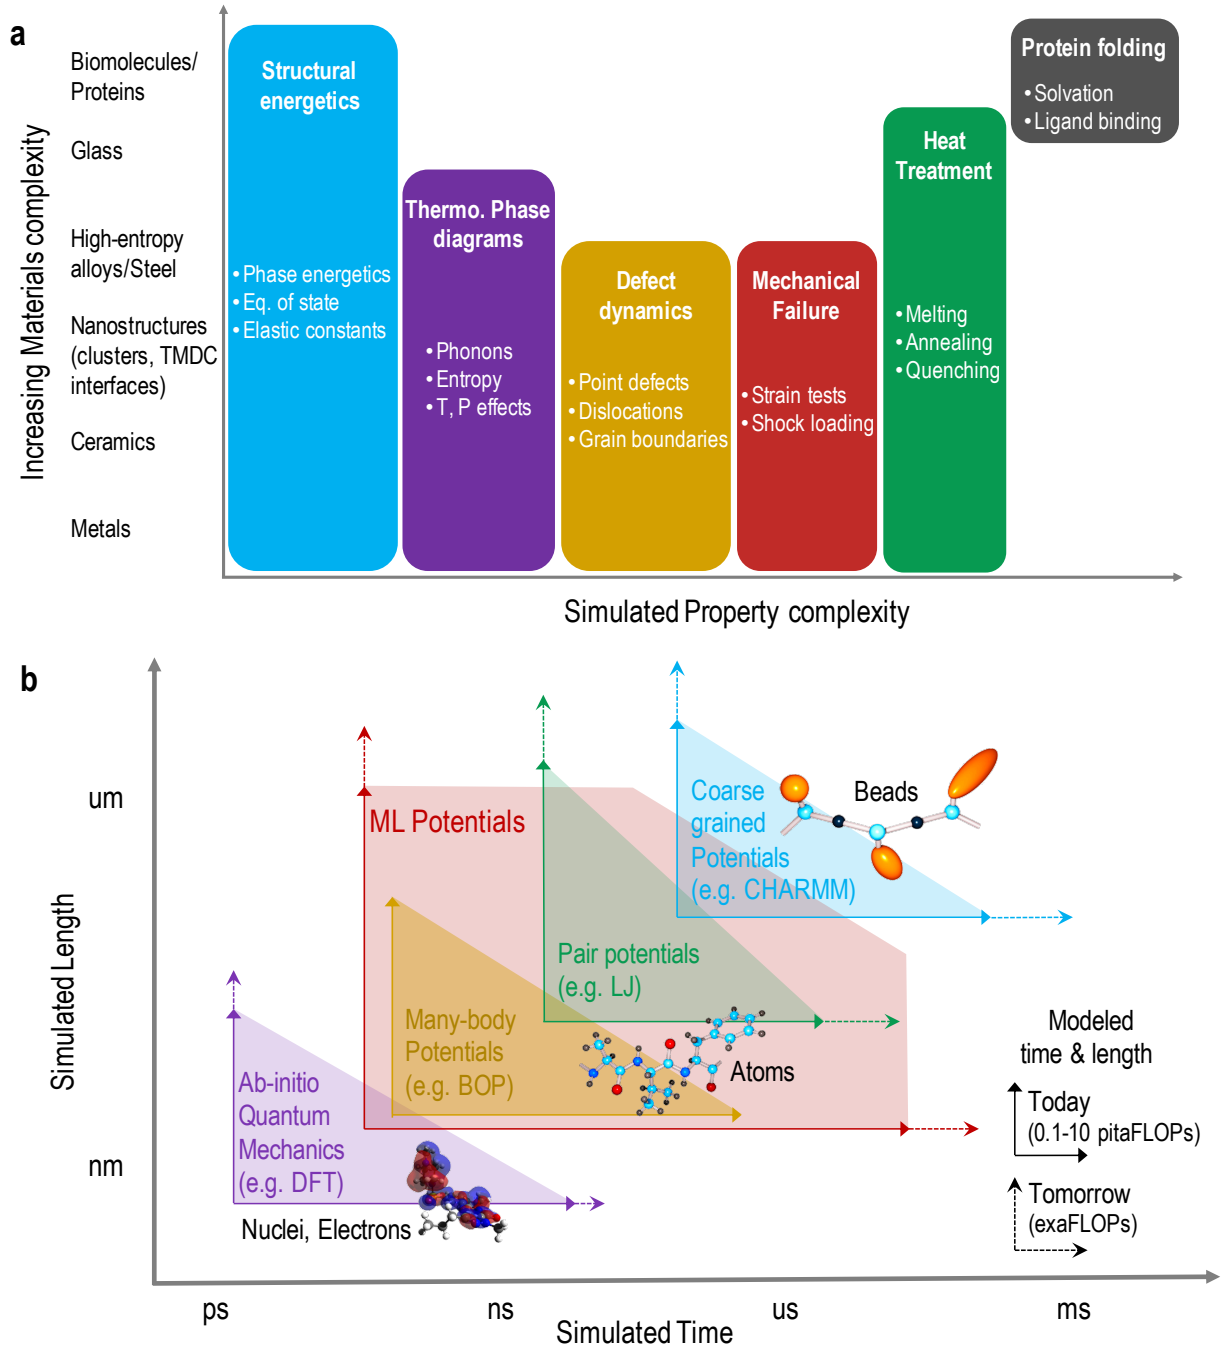 a
Increasing Materials complexity
Biomolecules/
Proteins
Glass
High-entropy
alloys/Steel
Nanostructures
(clusters, TMDC
interfaces)
Ceramics
Metals
Structural
energetics
• Phase energetics
• Eq. of state
• Elastic constants
Thermo. Phase
diagrams
• Phonons
• Entropy
• T, P effects
Defect
dynamics
• Point defects
• Dislocations
• Grain boundaries
Mechanical
Failure
• Strain tests
• Shock loading
Heat
Treatment
• Melting
• Annealing
• Quenching
Protein folding
• Solvation
• Ligand binding
Simulated Property complexity
b
Simulated Length
um
nm
ML Potentials
Coarse
grained
Potentials
(e.g. CHARMM)
Beads
Pair potentials
(e.g. LJ)
Many-body
Potentials
(e.g. BOP)
Atoms
Ab-initio
Quantum
Mechanics
(e.g. DFT)
Nuclei, Electrons
Modeled
time & length
Today
(0.1-10 pitaFLOPs)
Tomorrow
(exaFLOPs)
ps
ns
us
ms
Simulated Time